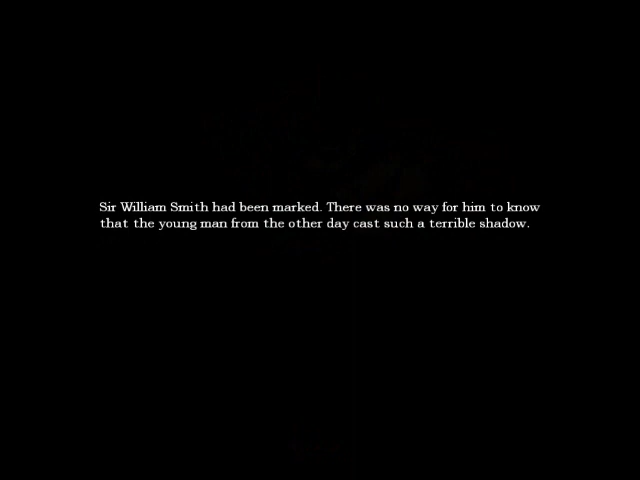 Sir William Smith had been marked. There was no way for him to know
that the young man from the other day cast such a terrible shadow.